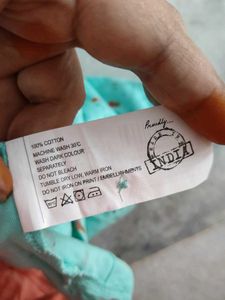 100% COTTON
MACHINE WASH 30°C
WASH DARK COLOUR
SEPARATELY
DO NOT BLEACH
TUMBLE DRY LOW, WARM IRON
DO NOT IRON ON PRINT / EMBELLISHMENTS
Proudly...
MADE IN
INDIA